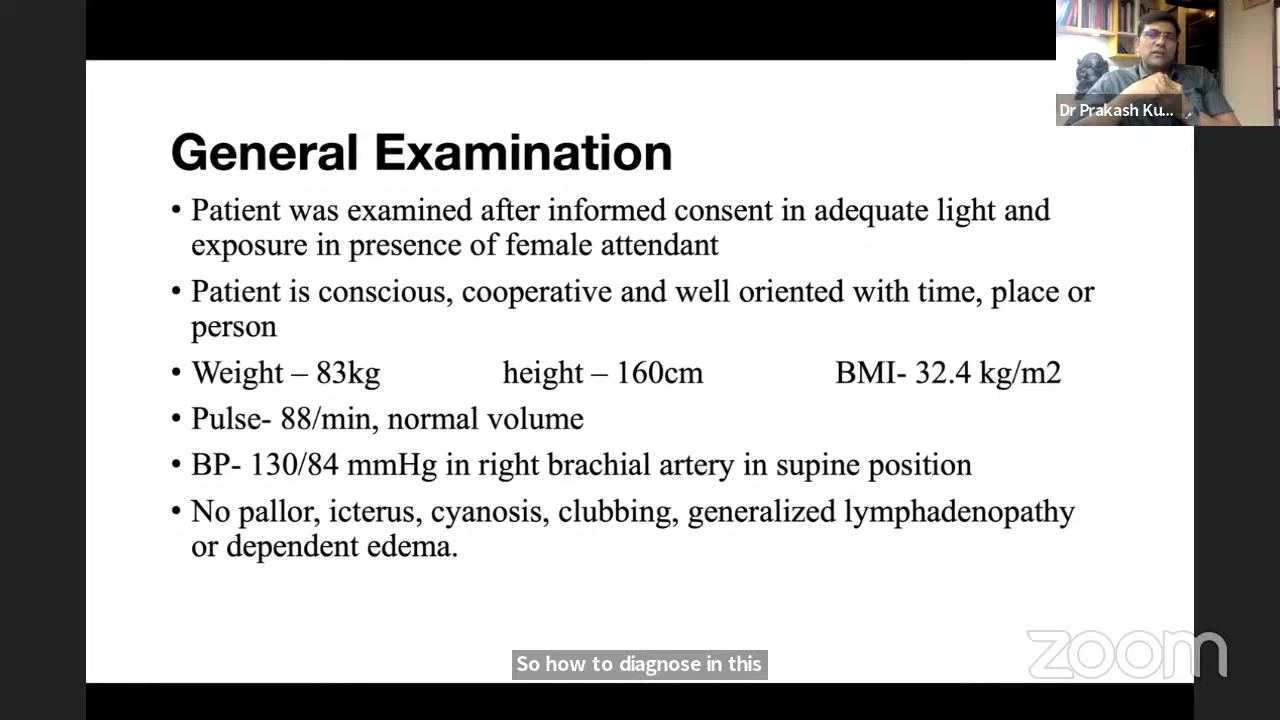 Dr Prakash Ku...
General Examination
• Patient was examined after informed consent in adequate light and
exposure in presence of female attendant
• Patient is conscious, cooperative and well oriented with time, place or
person
• Weight – 83kg height – 160cm BMI- 32.4 kg/m2
• Pulse- 88/min, normal volume
• BP- 130/84 mmHg in right brachial artery in supine position
• No pallor, icterus, cyanosis, clubbing, generalized lymphadenopathy
or dependent edema.
So how to diagnose in this
zoom